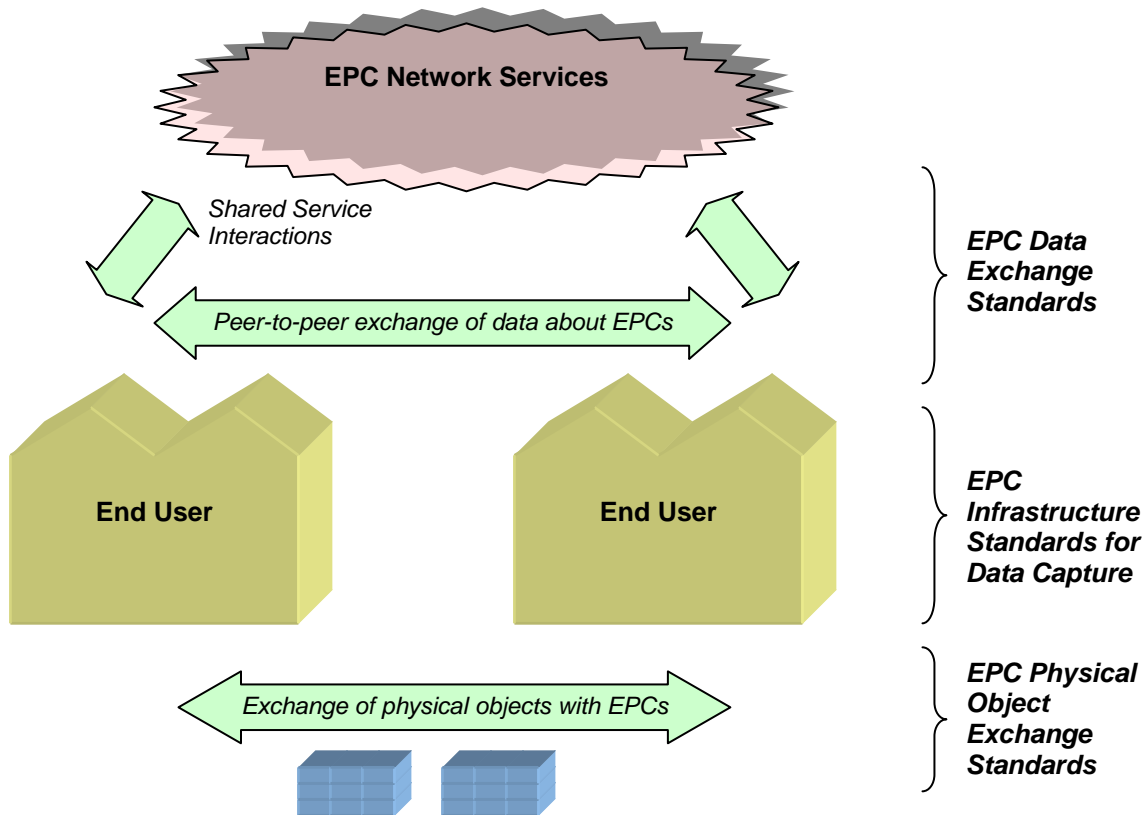 EPC Network Services
Shared Service
Interactions
Peer-to-peer exchange of data about EPCs
EPC Data
Exchange
Standards
End User
End User
EPC
Infrastructure
Standards for
Data Capture
Exchange of physical objects with EPCs
EPC Physical
Object
Exchange
Standards